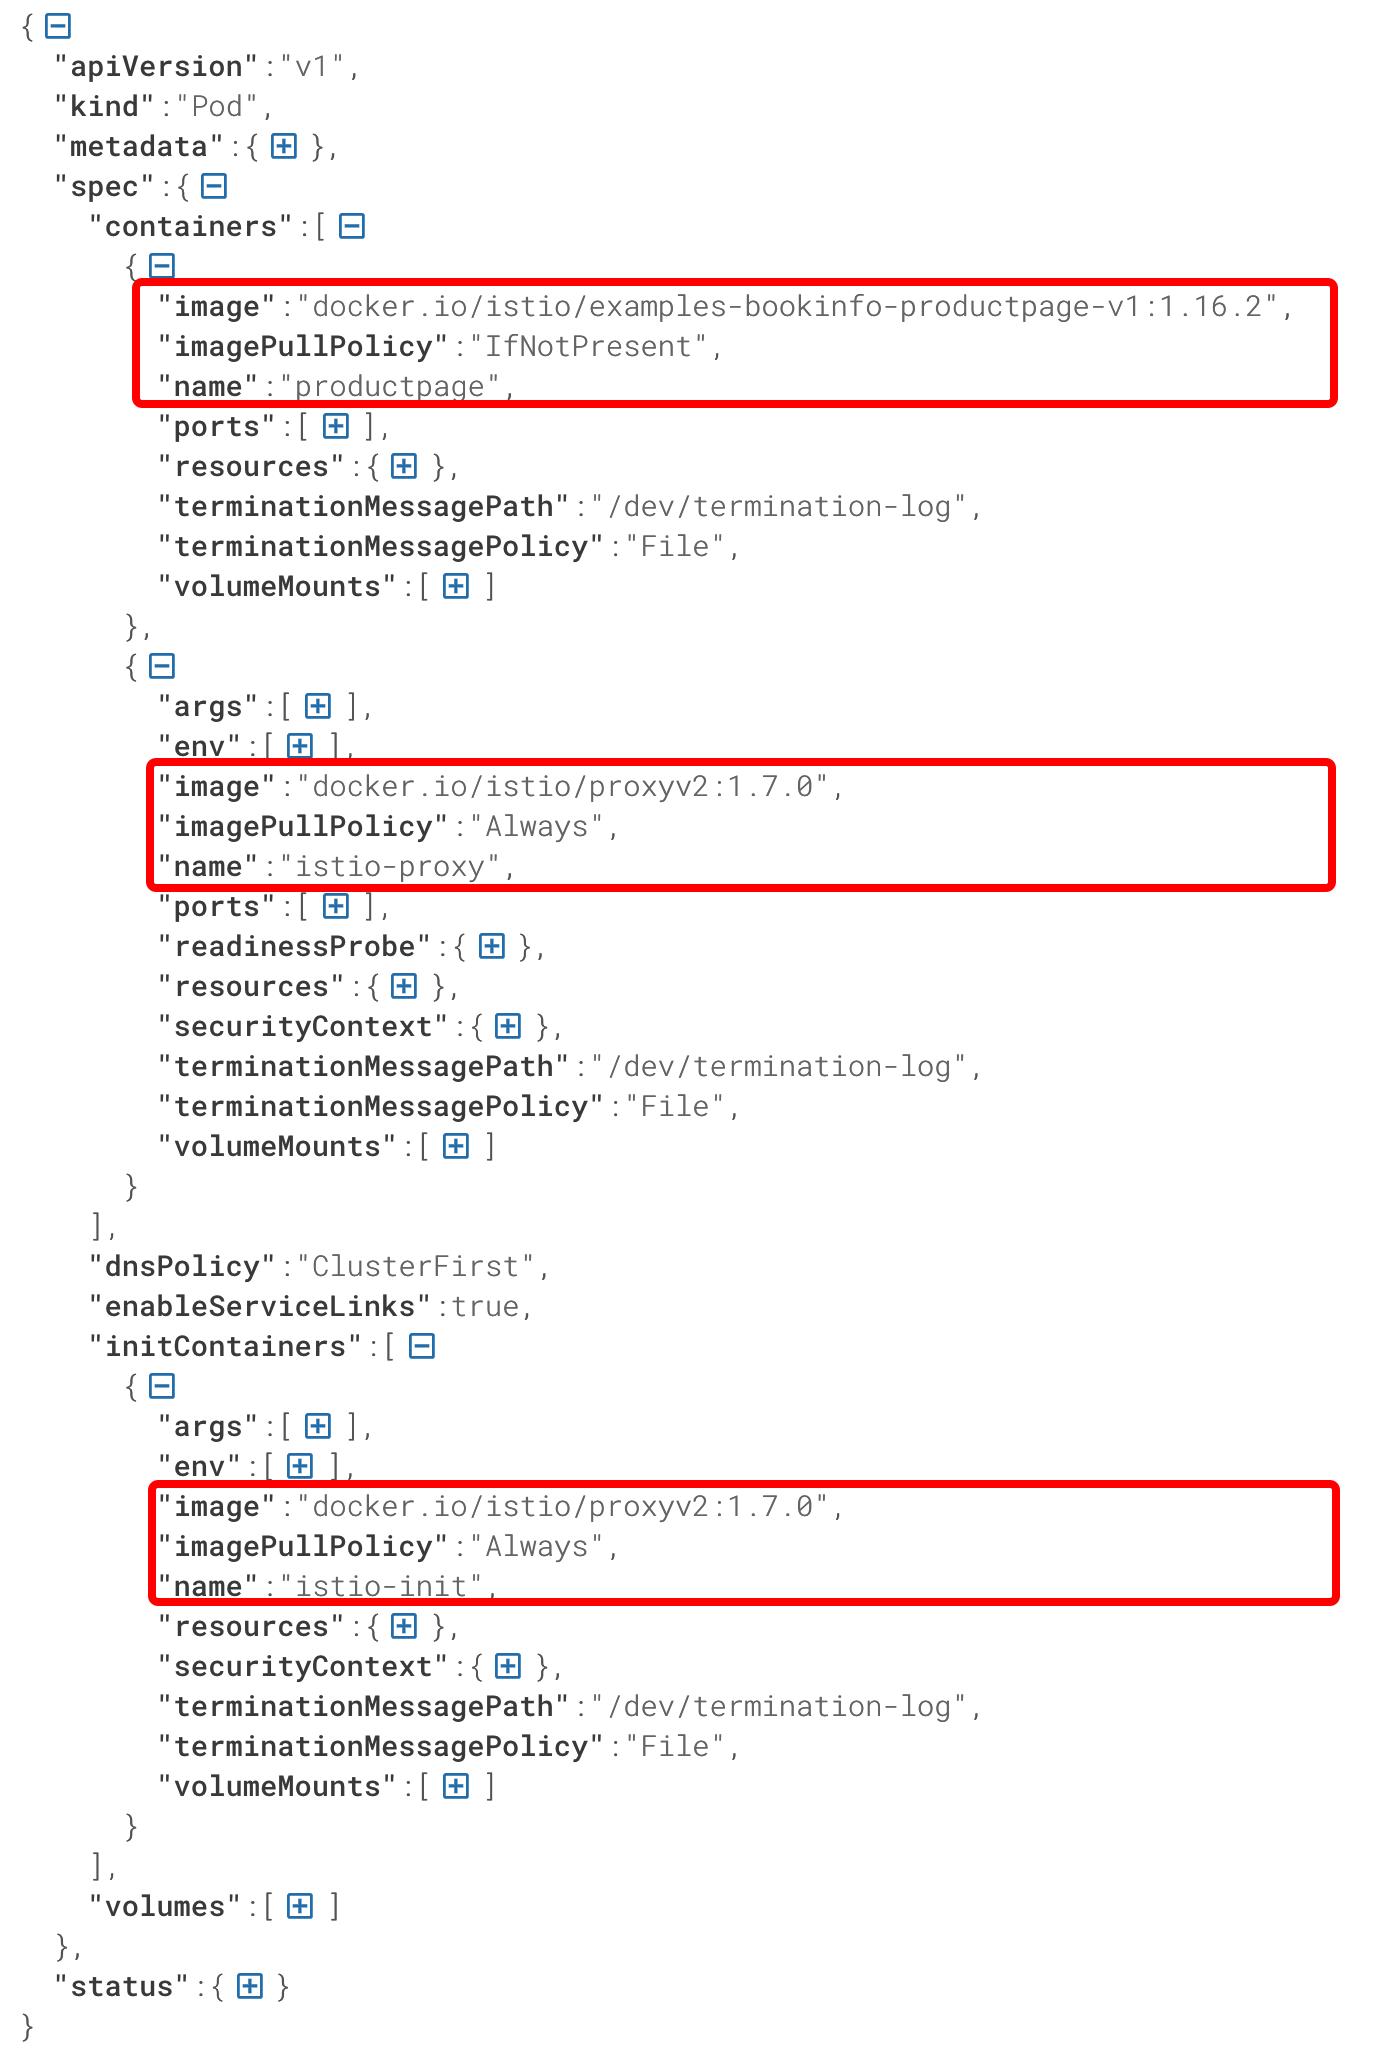 {
"apiVersion":"v1",
"kind":"Pod",
"metadata":{ },
"spec":{
"containers":[
{
"image":"docker.io/istio/examples-bookinfo-productpage-v1:1.16.2",
"imagePullPolicy":"IfNotPresent",
"name":"productpage",
"ports":[ ],
"resources":{ },
"terminationMessagePath":"/dev/termination-log",
"terminationMessagePolicy":"File",
"volumeMounts":[ ]
},
{
"args":[ ],
"env":[ ],
"image":"docker.io/istio/proxyv2:1.7.0",
"imagePullPolicy":"Always",
"name":"istio-proxy",
"ports":[ ],
"readinessProbe":{ },
"resources":{ },
"securityContext":{ },
"terminationMessagePath":"/dev/termination-log",
"terminationMessagePolicy":"File",
"volumeMounts":[ ]
}
],
"dnsPolicy":"ClusterFirst",
"enableServiceLinks":true,
"initContainers":[
{
"args":[ ],
"env":[ ],
"image":"docker.io/istio/proxyv2:1.7.0",
"imagePullPolicy":"Always",
"name":"istio-init",
"resources":{ },
"securityContext":{ },
"terminationMessagePath":"/dev/termination-log",
"terminationMessagePolicy":"File",
"volumeMounts":[ ]
}
],
"volumes":[ ]
},
"status":{ }
}